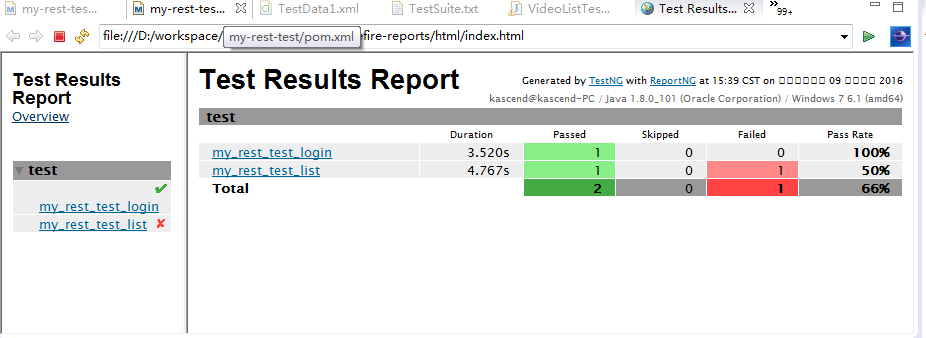 my-rest-tes...
my-rest-tes...
TestData1.xml
TestSuite.txt
VideoListTes...
Test Results...
99+
file:///D:/workspace/
my-rest-test/pom.xml
efire-reports/html/index.html
Test Results
Report
Overview
test
my_rest_test_login
my_rest_test_list
Test Results Report
Generated by TestNG with ReportNG at 15:39 CST on □□□□□□ 09 □□□□ 2016
kascend@kascend-PC / Java 1.8.0_101 (Oracle Corporation) / Windows 7 6.1 (amd64)
test
Duration Passed Skipped Failed Pass Rate
my_rest_test_login 3.520s 1 0 0 100%
my_rest_test_list 4.767s 1 0 1 50%
Total 2 0 1 66%